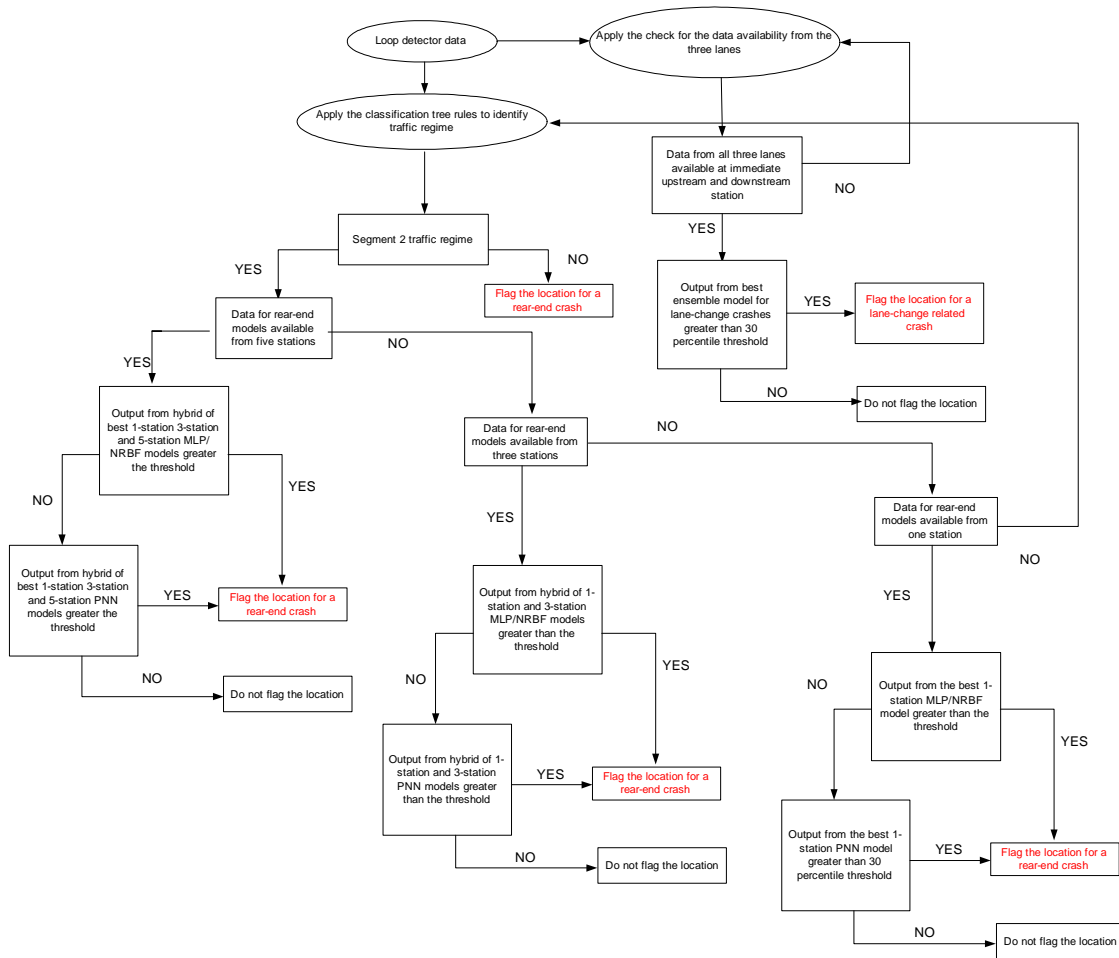 Loop detector data
Apply the check for the data availability from the
three lanes
Apply the classification tree rules to identify
traffic regime
Data from all three lanes
available at immediate
upstream and downstream
station
NO
YES
Segment 2 traffic regime
YES
NO
Flag the location for a
rear-end crash
Output from best
ensemble model for
lane-change crashes
greater than 30
percentile threshold
YES
Flag the location for a
lane-change related
crash
NO
Do not flag the location
Data for rear-end
models available
from five stations
YES
NO
Output from hybrid of
best 1-station 3-station
and 5-station MLP/
NRBF models greater
the threshold
NO
YES
Data for rear-end
models available from
three stations
NO
YES
Data for rear-end
models available from
one station
NO
YES
Output from hybrid of
best 1-station 3-station
and 5-station PNN
models greater the
threshold
YES
Flag the location for a
rear-end crash
NO
Do not flag the location
Output from hybrid of 1-
station and 3-station
MLP/NRBF models
greater than the
threshold
NO
YES
Output from hybrid of 1-
station and 3-station
PNN models greater
than the threshold
YES
Flag the location for a
rear-end crash
NO
Do not flag the location
Output from the best 1-
station MLP/NRBF
model greater than the
threshold
NO
YES
Output from the best 1-
station PNN model
greater than 30
percentile threshold
YES
Flag the location for a
rear-end crash
NO
Do not flag the location